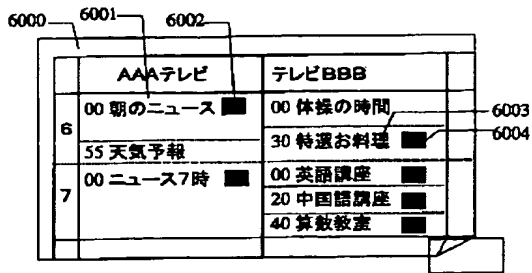 6000
6001
6002
AAAテレビ
テレビBBB
6
00 朝のニュース
55 天気予報
00 体操の時間
30 特選お料理
6003
6004
7
00 ニュース7時
00 英語講座
20 中国語講座
40 算数教室